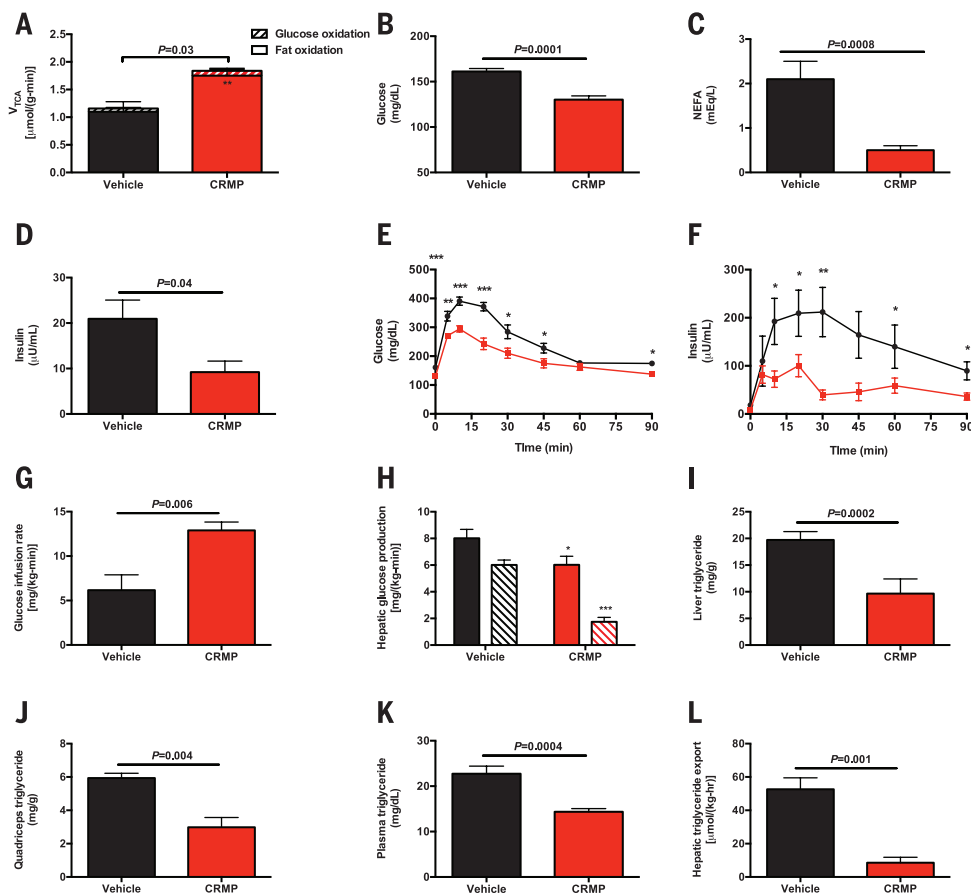 A
P=0.03
Glucose oxidation
Fat oxidation
2.5
2.0
1.5
1.0
0.5
0.0
**
V_TCA
[μmol/(g-min)]
Vehicle
CRMP
B
P=0.0001
200
150
100
50
Glucose
(mg/dL)
Vehicle
CRMP
C
P=0.0008
3
2
1
0
NEFA
(mEq/L)
Vehicle
CRMP
D
P=0.04
30
20
10
0
Insulin
(μU/mL)
Vehicle
CRMP
E
***
** *** *** * * *
500
400
300
200
100
0
Glucose
(mg/dL)
0 15 30 45 60 75 90
TIme (min)
F
* * ** * *
300
200
100
0
Insulin
(μU/mL)
0 15 30 45 60 75 90
TIme (min)
G
P=0.006
15
10
5
0
Glucose infusion rate
[mg/(kg-min)]
Vehicle
CRMP
H
10
8
6
4
2
0
*
***
Hepatic glucose production
[mg/(kg-min)]
Vehicle
CRMP
I
P=0.0002
25
20
15
10
5
0
Liver triglyceride
(mg/g)
Vehicle
CRMP
J
P=0.004
8
6
4
2
0
Quadriceps triglyceride
(mg/g)
Vehicle
CRMP
K
P=0.0004
30
20
10
0
Plasma triglyceride
(mg/dL)
Vehicle
CRMP
L
P=0.001
80
60
40
20
0
Hepatic triglyceride export
[μmol/(kg-hr)]
Vehicle
CRMP